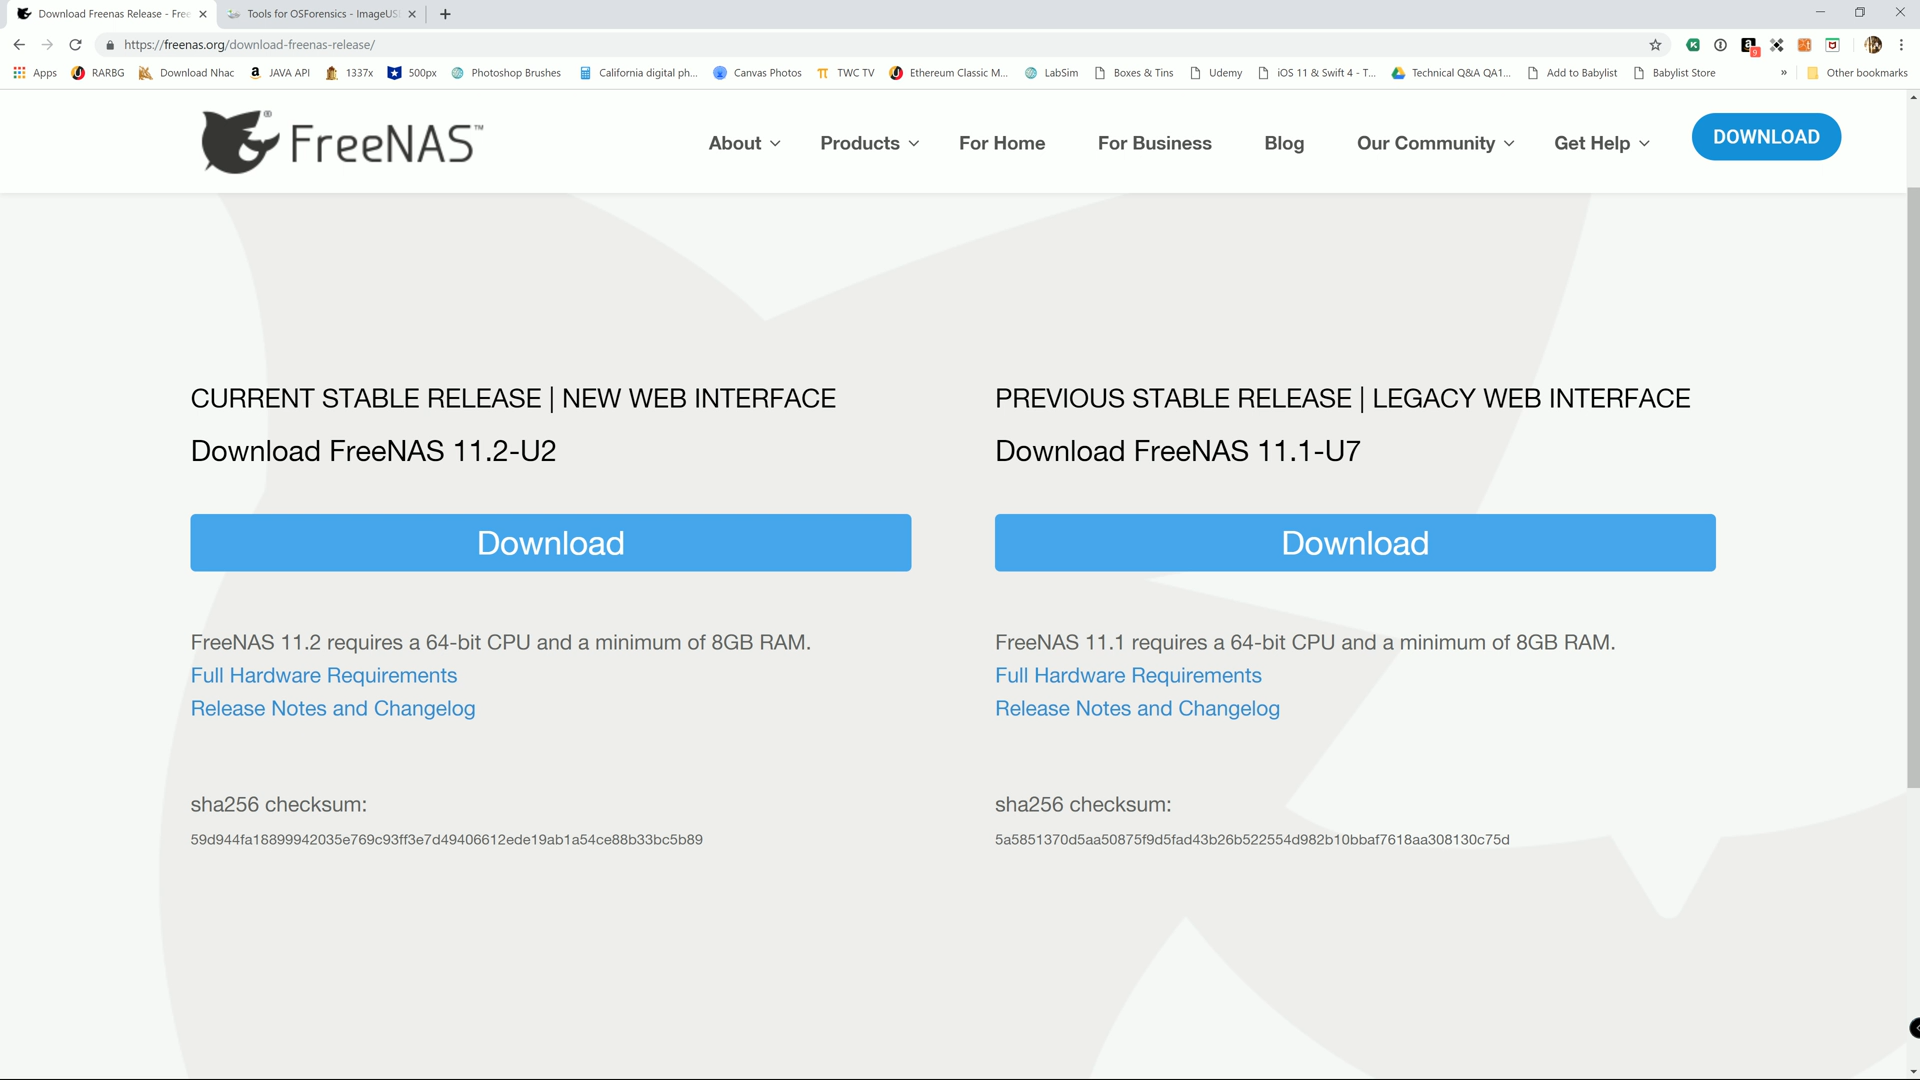 Download Freenas Release - Free
Tools for OSForensics - ImageUS
https://freenas.org/download-freenas-release/
9
Apps
RARBG
Download Nhac
JAVA API
1337x
500px
Photoshop Brushes
California digital ph...
Canvas Photos
TWC TV
Ethereum Classic M...
LabSim
Boxes & Tins
Udemy
iOS 11 & Swift 4 - T...
Technical Q&A QA1...
Add to Babylist
Babylist Store
»
Other bookmarks
FreeNAS™
About
Products
For Home
For Business
Blog
Our Community
Get Help
DOWNLOAD
CURRENT STABLE RELEASE | NEW WEB INTERFACE
Download FreeNAS 11.2-U2
Download
FreeNAS 11.2 requires a 64-bit CPU and a minimum of 8GB RAM.
Full Hardware Requirements
Release Notes and Changelog
sha256 checksum:
59d944fa18899942035e769c93ff3e7d49406612ede19ab1a54ce88b33bc5b89
PREVIOUS STABLE RELEASE | LEGACY WEB INTERFACE
Download FreeNAS 11.1-U7
Download
FreeNAS 11.1 requires a 64-bit CPU and a minimum of 8GB RAM.
Full Hardware Requirements
Release Notes and Changelog
sha256 checksum:
5a5851370d5aa50875f9d5fad43b26b522554d982b10bbaf7618aa308130c75d